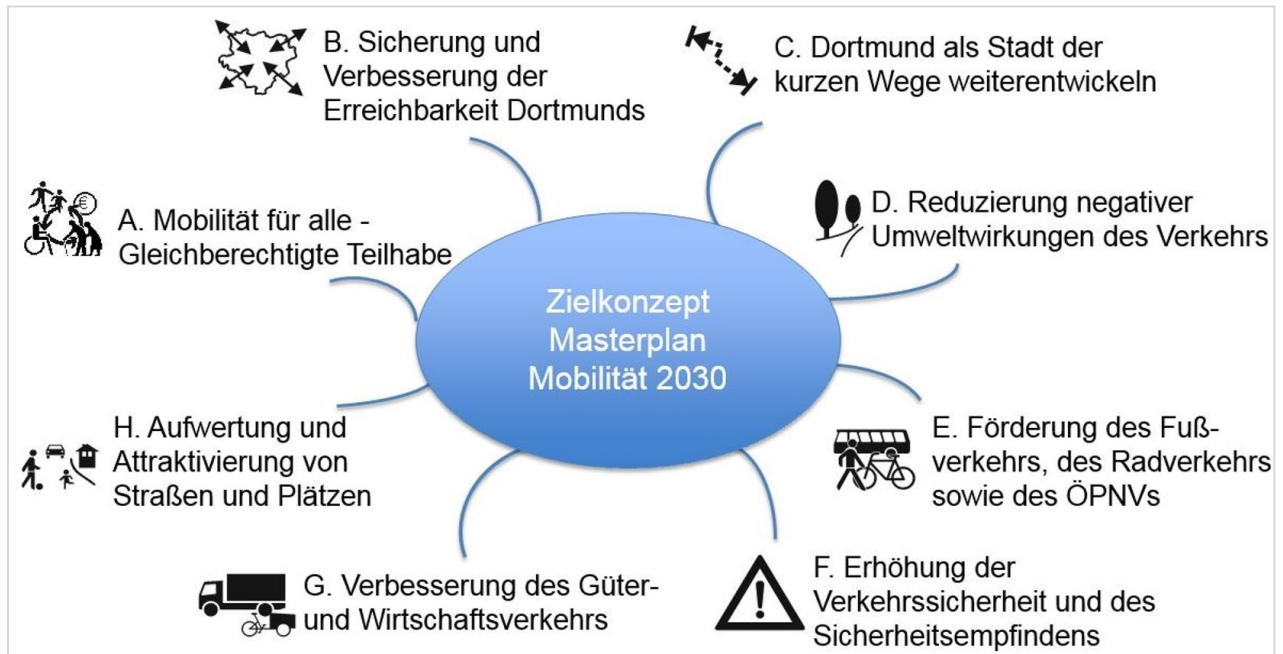 B. Sicherung und
Verbesserung der
Erreichbarkeit Dortmunds
C. Dortmund als Stadt der
kurzen Wege weiterentwickeln
A. Mobilität für alle -
Gleichberechtigte Teilhabe
€
D. Reduzierung negativer
Umweltwirkungen des Verkehrs
Zielkonzept
Masterplan
Mobilität 2030
H. Aufwertung und
Attraktivierung von
Straßen und Plätzen
E. Förderung des Fuß-
verkehrs, des Radverkehrs
sowie des ÖPNVs
G. Verbesserung des Güter-
und Wirtschaftsverkehrs
F. Erhöhung der
Verkehrssicherheit und des
Sicherheitsempfindens